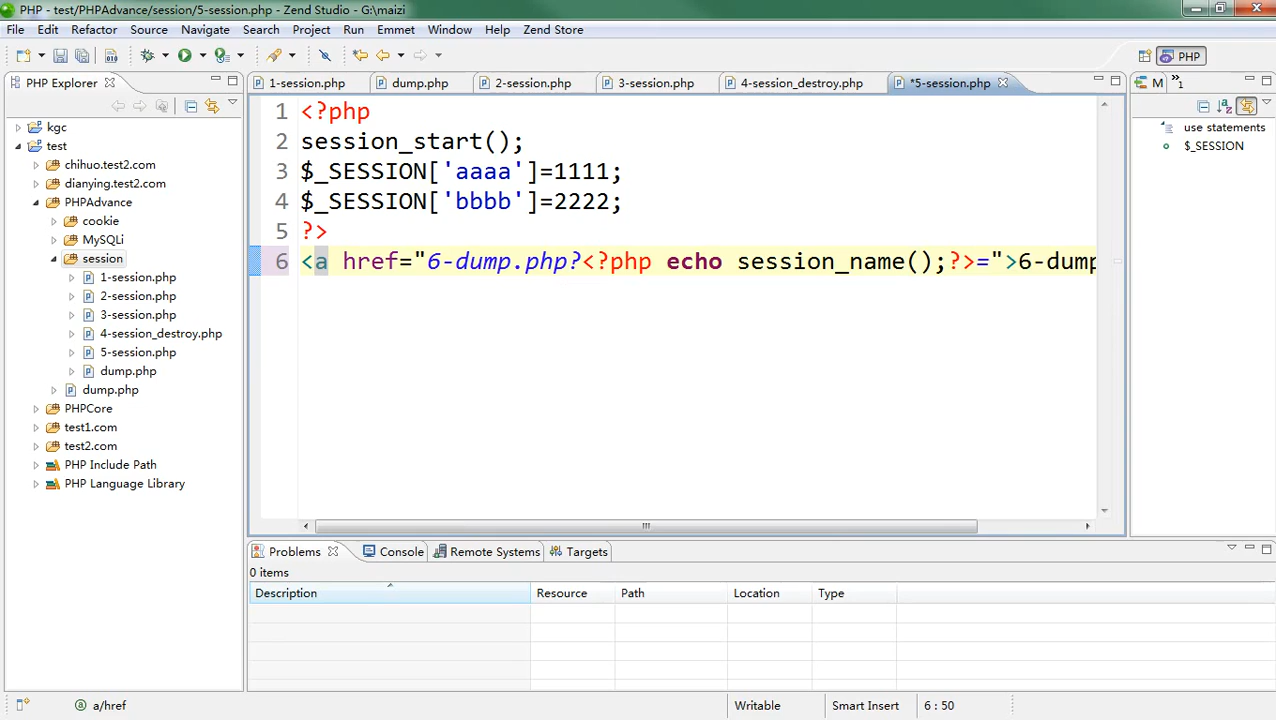 PHP - test/PHPAdvance/session/5-session.php - Zend Studio - G:\maizi
File Edit Refactor Source Navigate Search Project Run Emmet Window Help Zend Store
PHP
PHP Explorer
1-session.php dump.php 2-session.php 3-session.php 4-session_destroy.php *5-session.php
M »1
kgc
test
chihuo.test2.com
dianying.test2.com
PHPAdvance
cookie
MySQLi
session
1-session.php
2-session.php
3-session.php
4-session_destroy.php
5-session.php
dump.php
dump.php
PHPCore
test1.com
test2.com
PHP Include Path
PHP Language Library
1 <?php
2 session_start();
3 $_SESSION['aaaa']=1111;
4 $_SESSION['bbbb']=2222;
5 ?>
6 <a href="6-dump.php?<?php echo session_name();?>=">6-dump
use statements
$_SESSION
Problems Console Remote Systems Targets
0 items
Description Resource Path Location Type
a/href
Writable Smart Insert 6 : 50